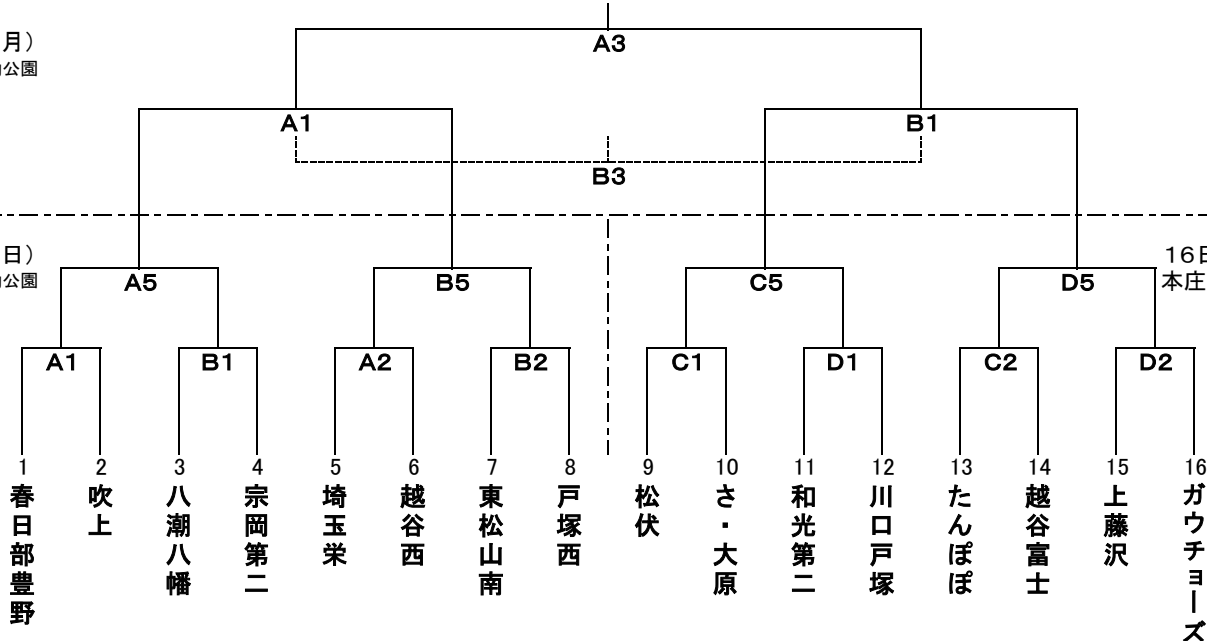 A3
月）
公園
A1
B1
B3
日）
公園
A5
B5
C5
D5
16日
本庄
A1
B1
A2
B2
C1
D1
C2
D2
1
2
3
4
5
6
7
8
9
10
11
12
13
14
15
16
春日部豊野
吹上
八潮八幡
宗岡第二
埼玉栄
越谷西
東松山南
戸塚西
松伏
さ・大原
和光第二
川口戸塚
たんぽぽ
越谷富士
上藤沢
ガウチョーズ